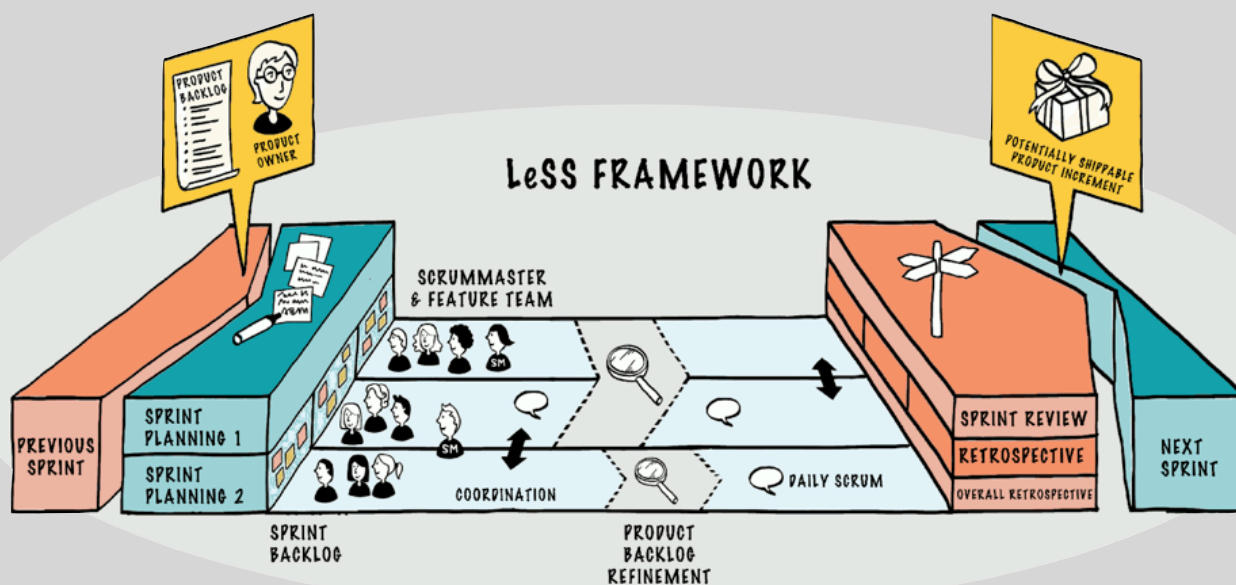 PRODUCT
BACKLOG
PRODUCT
OWNER
POTENTIALLY SHIPPABLE
PRODUCT INCREMENT
LeSS FRAMEWORK
SCRUMMASTER
& FEATURE TEAM
SM
SM
PREVIOUS
SPRINT
SPRINT
PLANNING 1
SPRINT
PLANNING 2
COORDINATION
DAILY SCRUM
SPRINT REVIEW
RETROSPECTIVE
OVERALL RETROSPECTIVE
NEXT
SPRINT
SPRINT
BACKLOG
PRODUCT
BACKLOG
REFINEMENT